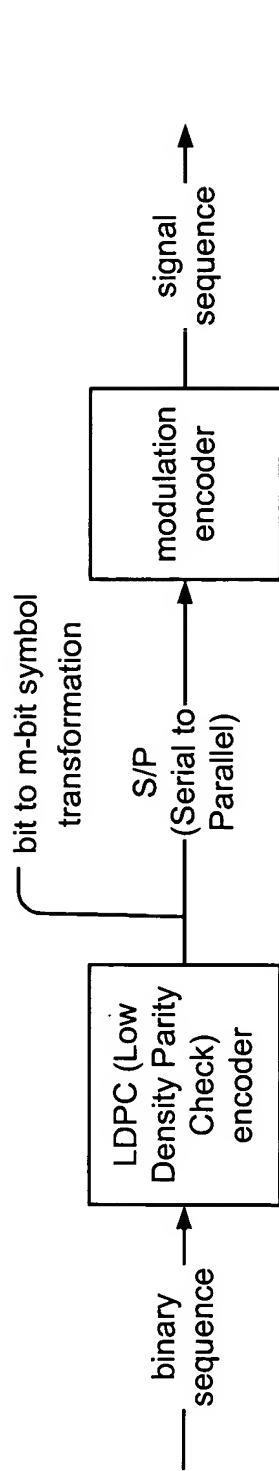 binary
sequence
LDPC (Low
Density Parity
Check)
encoder
bit to m-bit symbol
transformation
S/P
(Serial to
Parallel)
modulation
encoder
signal
sequence